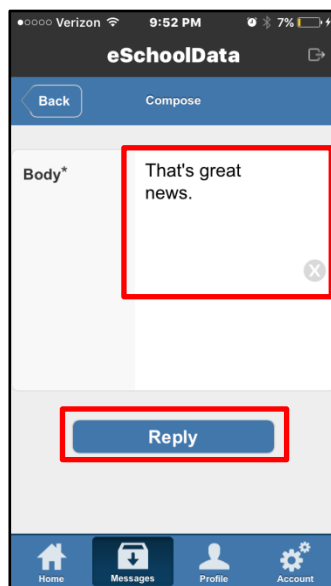 Verizon 9:52 PM 7%
eSchoolData
Back Compose
Body* That's great
news.
X
Reply
Home Messages Profile Account